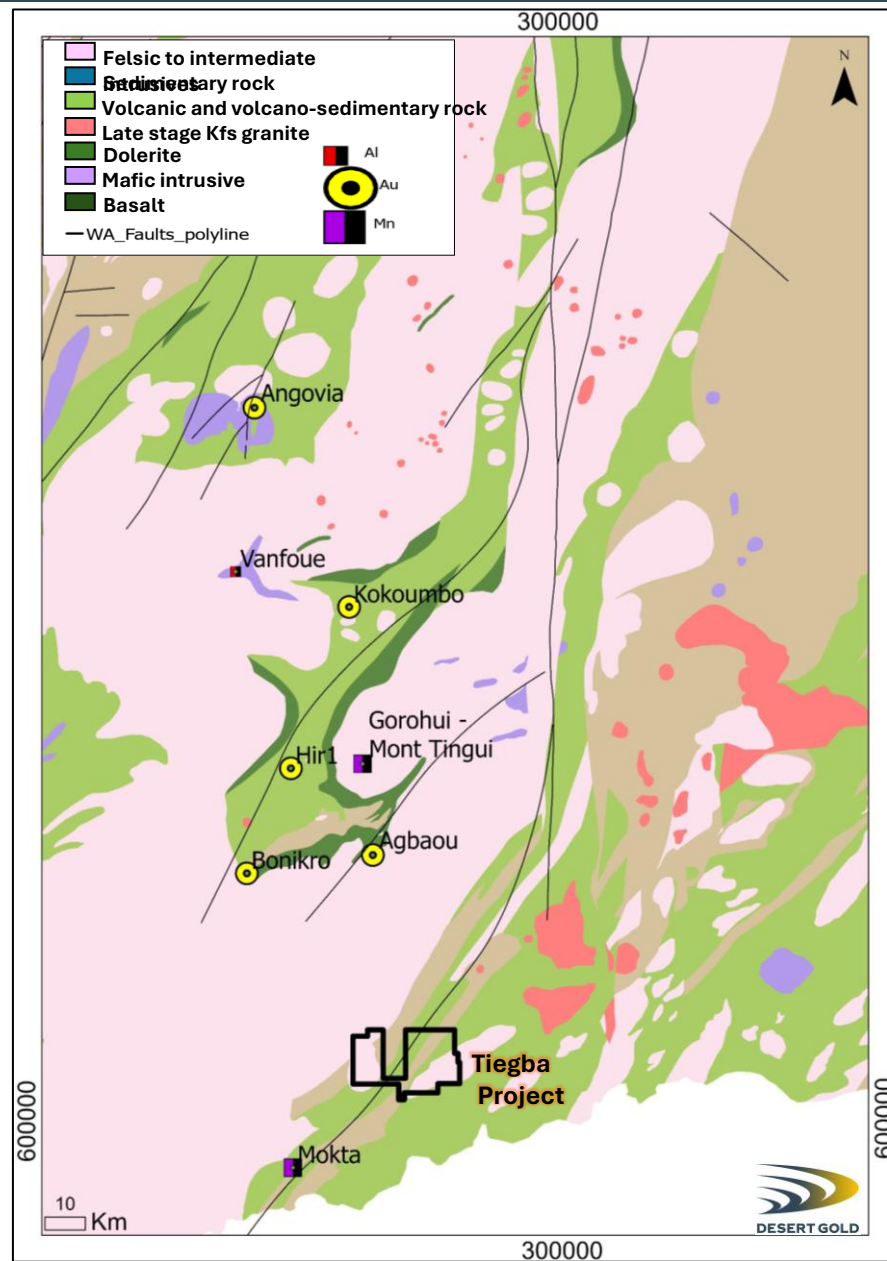 300000
N
Felsic to intermediate
intrusives
Sedimentary rock
Volcanic and volcano-sedimentary rock
Late stage Kfs granite
Dolerite
Mafic intrusive
Basalt
WA_Faults_polyline
Al
Au
Mn
Angovia
Vanfoue
Kokoumbo
Gorohui -
Mont Tingui
Hir1
Agbaou
Bonikro
Tiegba
Project
600000
600000
Mokta
10
Km
DESERT GOLD
300000